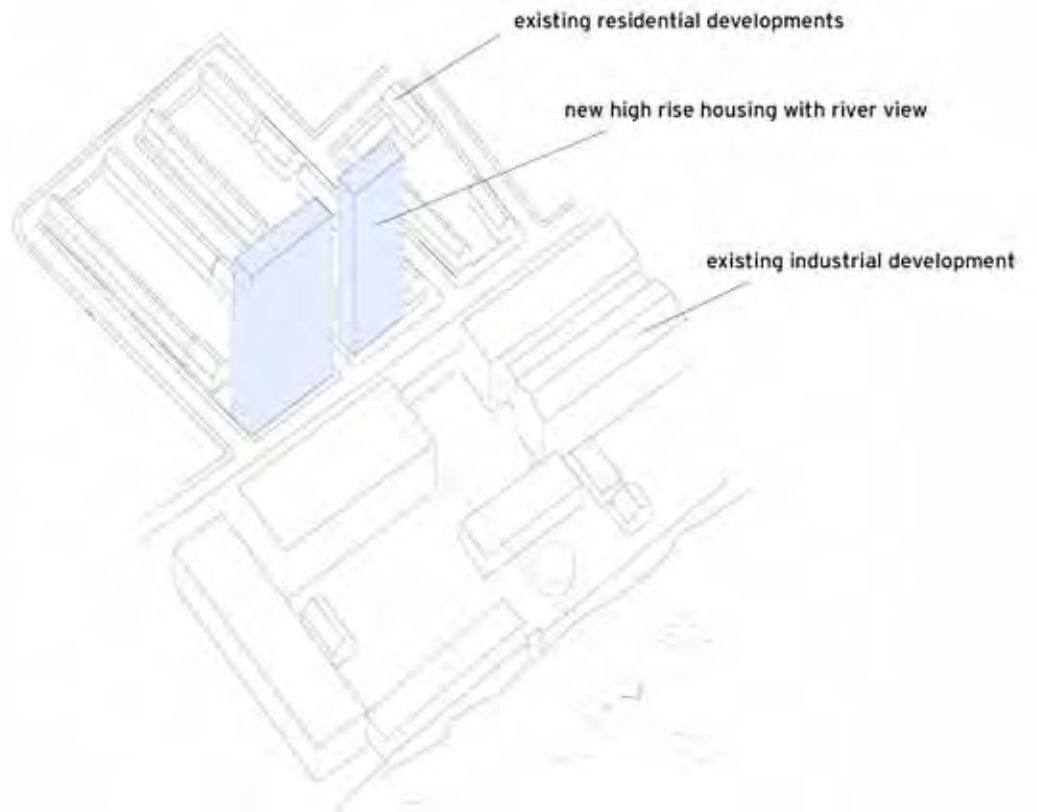 existing residential developments
new high rise housing with river view
existing industrial development